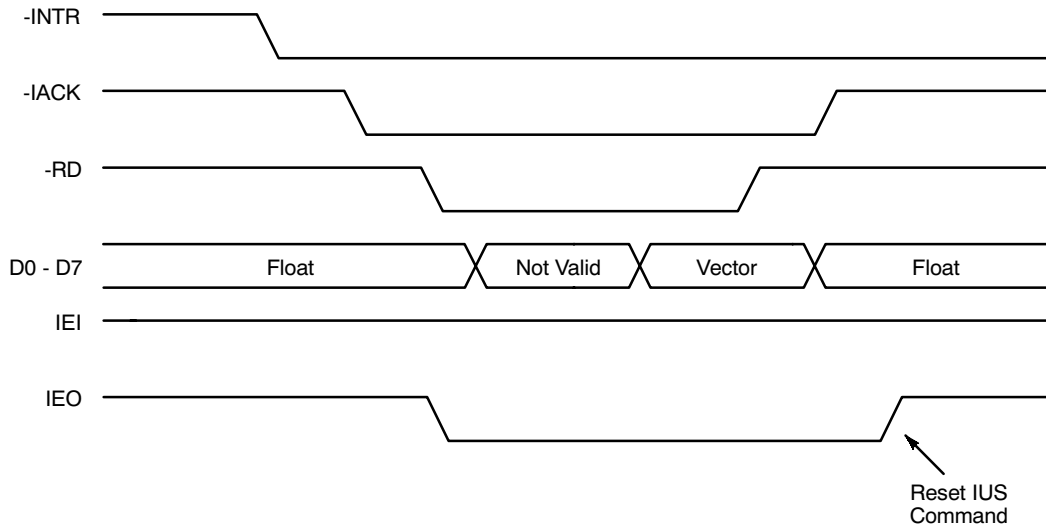 -INTR
-IACK
-RD
D0 - D7
Float
Not Valid
Vector
Float
IEI
IEO
Reset IUS
Command